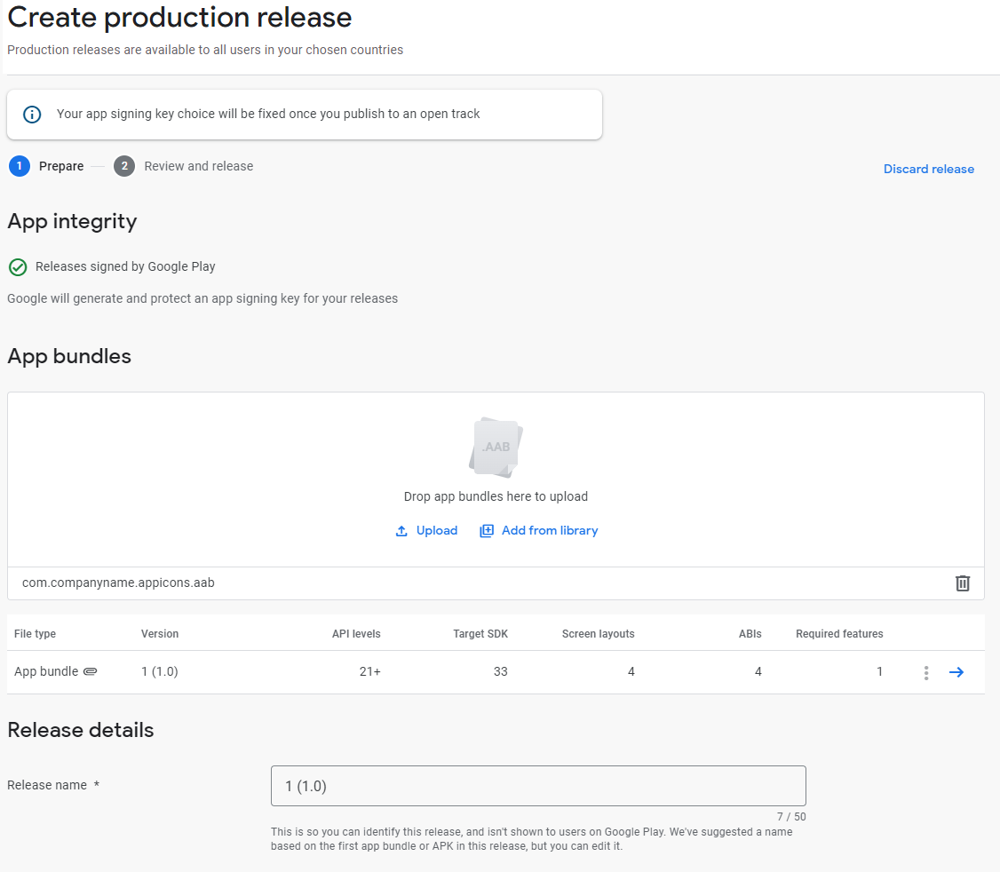 Create production release
Production releases are available to all users in your chosen countries
Your app signing key choice will be fixed once you publish to an open track
1 Prepare 2 Review and release
Discard release
App integrity
Releases signed by Google Play
Google will generate and protect an app signing key for your releases
App bundles
.AAB
Drop app bundles here to upload
Upload Add from library
com.companyname.appicons.aab
File type Version API levels Target SDK Screen layouts ABIs Required features
App bundle 1 (1.0) 21+ 33 4 4 1
Release details
Release name *
1 (1.0)
7 / 50
This is so you can identify this release, and isn't shown to users on Google Play. We've suggested a name
based on the first app bundle or APK in this release, but you can edit it.